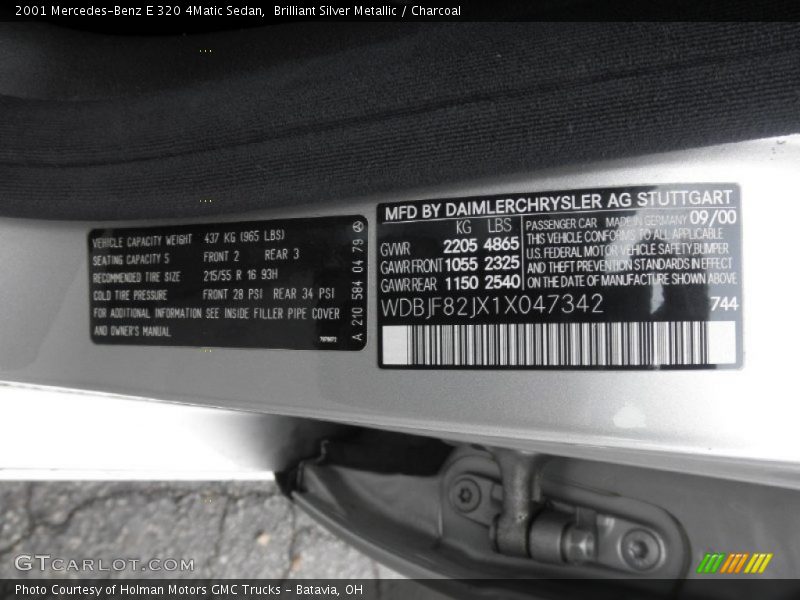 2001 Mercedes-Benz E 320 4Matic Sedan,  Brilliant Silver Metallic / Charcoal
VEHICLE CAPACITY WEIGHT 437 KG (965 LBS)
SEATING CAPACITY 5 FRONT 2 REAR 3
RECOMMENDED TIRE SIZE 215/55 R 16 93H
COLD TIRE PRESSURE FRONT 28 PSI REAR 34 PSI
FOR ADDITIONAL INFORMATION SEE INSIDE FILLER PIPE COVER
AND OWNER'S MANUAL
A 210 584 04 79
MFD BY DAIMLERCHRYSLER AG STUTTGART
KG LBS
GVWR 2205 4865
GAWR FRONT 1055 2325
GAWR REAR 1150 2540
PASSENGER CAR MADE IN GERMANY 09/00
THIS VEHICLE CONFORMS TO ALL APPLICABLE
U.S. FEDERAL MOTOR VEHICLE SAFETY, BUMPER
AND THEFT PREVENTION STANDARDS IN EFFECT
ON THE DATE OF MANUFACTURE SHOWN ABOVE
WDBJF82JX1X047342 744
GTCARLOT.COM
Photo Courtesy of Holman Motors GMC Trucks - Batavia, OH